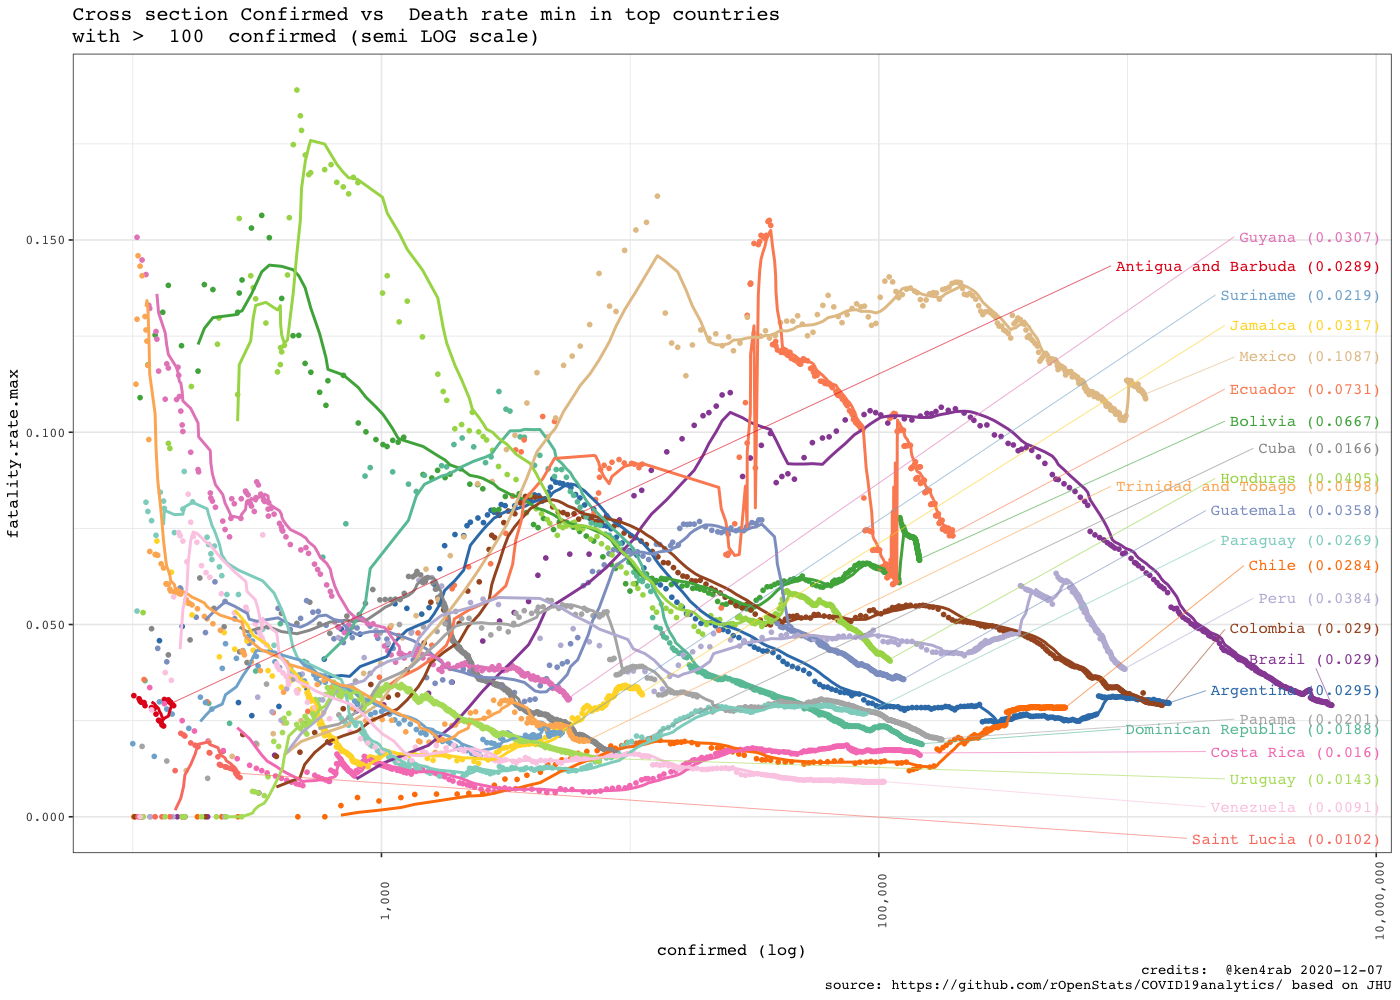 Cross section Confirmed vs  Death rate min in top countries
with >  100  confirmed (semi LOG scale)
fatality.rate.max
0.150
0.100
0.050
0.000
Guyana (0.0307)
Antigua and Barbuda (0.0289)
Suriname (0.0219)
Jamaica (0.0317)
Mexico (0.1087)
Ecuador (0.0731)
Bolivia (0.0667)
Cuba (0.0166)
Honduras (0.0405)
Trinidad and Tobago (0.0198)
Guatemala (0.0358)
Paraguay (0.0269)
Chile (0.0284)
Peru (0.0384)
Colombia (0.029)
Brazil (0.029)
Argentina (0.0295)
Panama (0.0201)
Dominican Republic (0.0188)
Costa Rica (0.016)
Uruguay (0.0143)
Venezuela (0.0091)
Saint Lucia (0.0102)
1,000
100,000
10,000,000
confirmed (log)
credits:  @ken4rab 2020-12-07
source: https://github.com/rOpenStats/COVID19analytics/ based on JHU